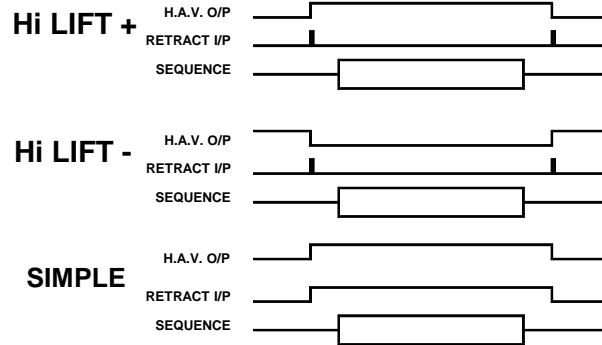 H.A.V. O/P
Hi LIFT +
RETRACT I/P
SEQUENCE
H.A.V. O/P
Hi LIFT -
RETRACT I/P
SEQUENCE
H.A.V. O/P
SIMPLE
RETRACT I/P
SEQUENCE